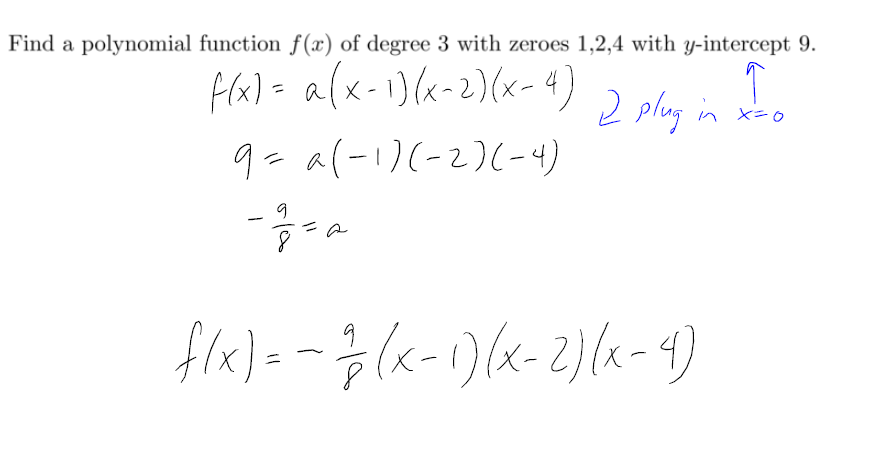 Find a polynomial function f(x) of degree 3 with zeroes 1,2,4 with y-intercept 9.
f(x) = a(x-1)(x-2)(x-4)
↙ plug in x=0
9 = a(-1)(-2)(-4)
-9/8 = a
f(x) = -9/8(x-1)(x-2)(x-4)